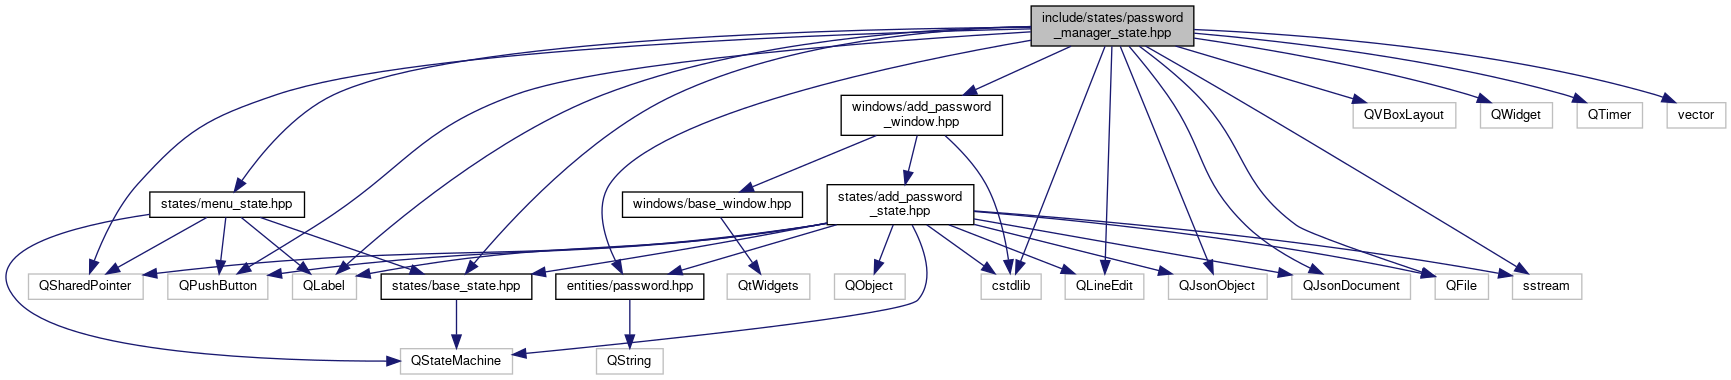 include/states/password
_manager_state.hpp
windows/add_password
_window.hpp
QVBoxLayout
QWidget
QTimer
vector
states/menu_state.hpp
windows/base_window.hpp
states/add_password
_state.hpp
QSharedPointer
QPushButton
QLabel
states/base_state.hpp
entities/password.hpp
QtWidgets
QObject
cstdlib
QLineEdit
QJsonObject
QJsonDocument
QFile
sstream
QStateMachine
QString